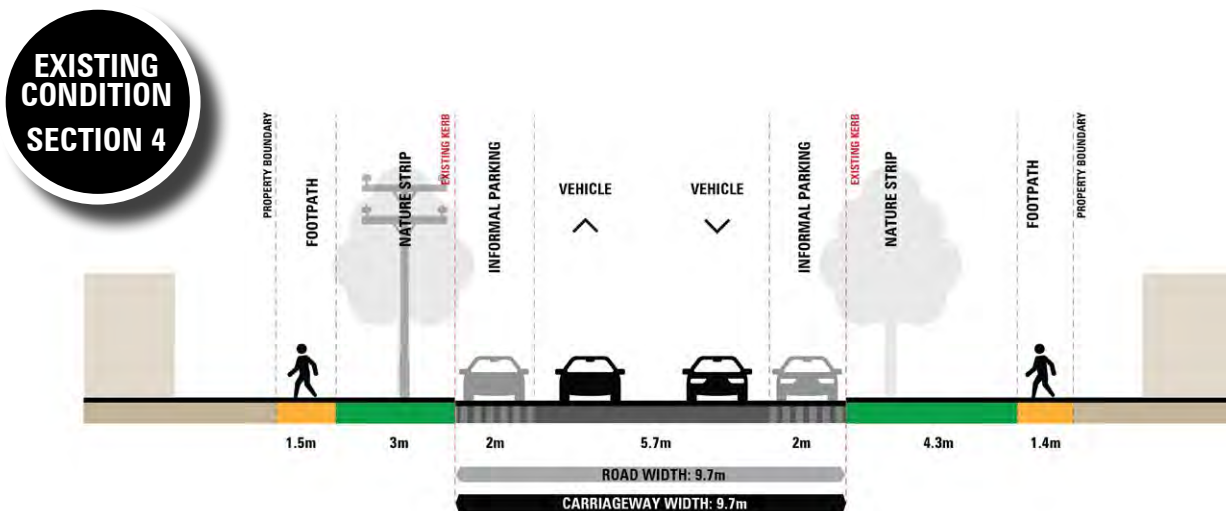 EXISTING
CONDITION
SECTION 4
PROPERTY BOUNDARY
FOOTPATH
NATURE STRIP
EXISTING KERB
INFORMAL PARKING
VEHICLE
VEHICLE
INFORMAL PARKING
EXISTING KERB
NATURE STRIP
FOOTPATH
PROPERTY BOUNDARY
1.5m
3m
2m
5.7m
2m
4.3m
1.4m
ROAD WIDTH: 9.7m
CARRIAGEWAY WIDTH: 9.7m